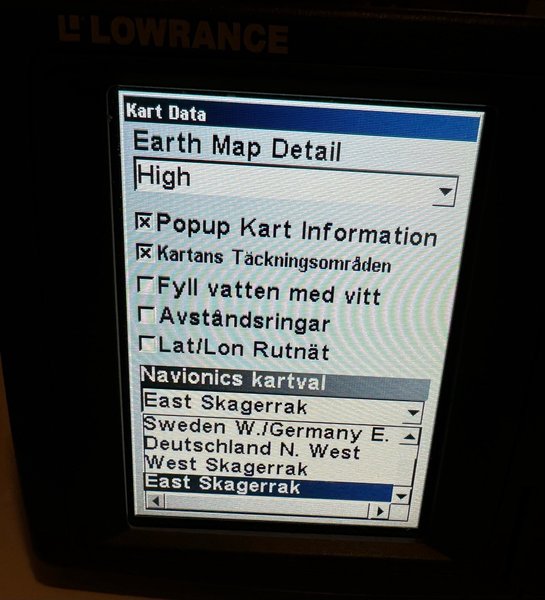 LOWRANCE
Kart Data
Earth Map Detail
High
Popup Kart Information
Kartans Täckningsområden
Fyll vatten med vitt
Avståndsringar
Lat/Lon Rutnät
Navionics kartval
East Skagerrak
Sweden W./Germany E.
Deutschland N. West
West Skagerrak
East Skagerrak